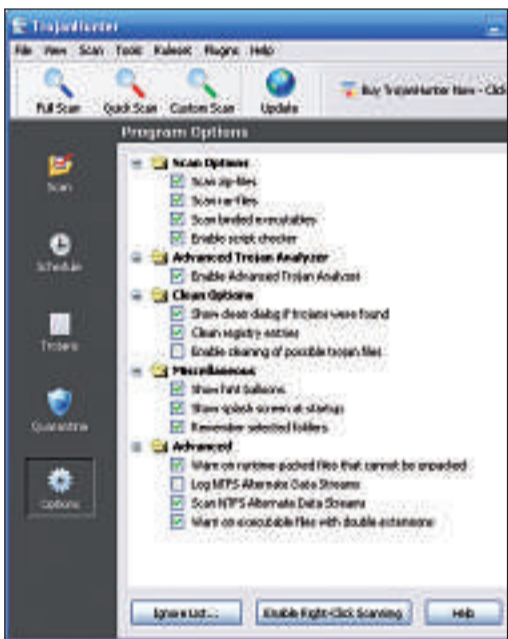 TrojanHunter
File View Scan Tools Ruleset Plugins Help
Full Scan Quick Scan Custom Scan Update Buy TrojanHunter Now - Click
Program Options
Scan
Schedule
Trojans
Quarantine
Options
Scan Options
Scan zip-files
Scan rar-files
Scan binded executables
Enable script checker
Advanced Trojan Analyzer
Enable Advanced Trojan Analyzer
Clean Options
Show clean dialog if trojans were found
Clean registry entries
Enable cleaning of possible trojan files
Miscellaneous
Show hint balloons
Show splash screen at startup
Remember selected folders
Advanced
Warn on runtime-packed files that cannot be unpacked
Log NTFS Alternate Data Streams
Scan NTFS Alternate Data Streams
Warn on executable files with double extensions
Ignore List... Enable Right-Click Scanning Help